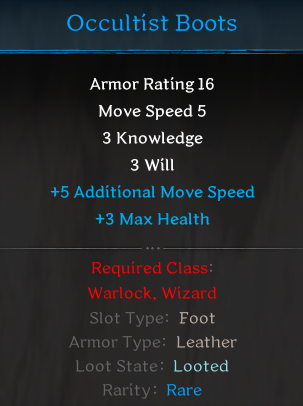 Occultist Boots
Armor Rating 16
Move Speed 5
3 Knowledge
3 Will
+5 Additional Move Speed
+3 Max Health
Required Class:
Warlock, Wizard
Slot Type: Foot
Armor Type: Leather
Loot State: Looted
Rarity: Rare